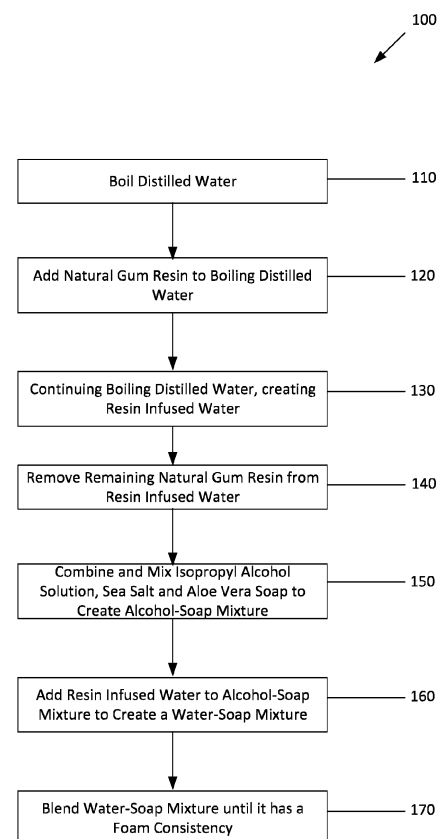 100
Boil Distilled Water
110
Add Natural Gum Resin to Boiling Distilled
Water
120
Continuing Boiling Distilled Water, creating
Resin Infused Water
130
Remove Remaining Natural Gum Resin from
Resin Infused Water
140
Combine and Mix Isopropyl Alcohol
Solution, Sea Salt and Aloe Vera Soap to
Create Alcohol-Soap Mixture
150
Add Resin Infused Water to Alcohol-Soap
Mixture to Create a Water-Soap Mixture
160
Blend Water-Soap Mixture until it has a
Foam Consistency
170